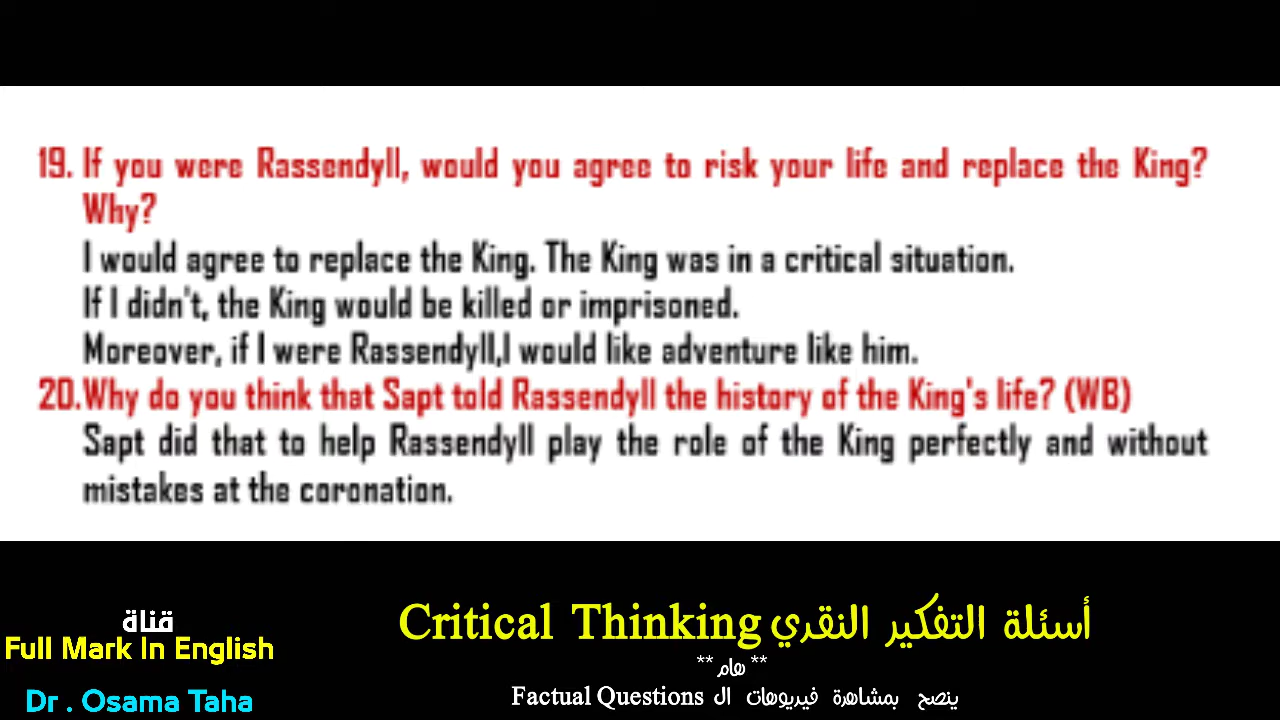 19. If you were Rassendyll, would you agree to risk your life and replace the King?
Why?
I would agree to replace the King. The King was in a critical situation.
If I didn't, the King would be killed or imprisoned.
Moreover, if I were Rassendyll,I would like adventure like him.
20.Why do you think that Sapt told Rassendyll the history of the King's life? (WB)
Sapt did that to help Rassendyll play the role of the King perfectly and without
mistakes at the coronation.
قناة
Full Mark In English
Dr . Osama Taha
أسئلة التفكير النقدي Critical Thinking
** هام **
ينصح بمشاهرة فيديوهات ال Factual Questions